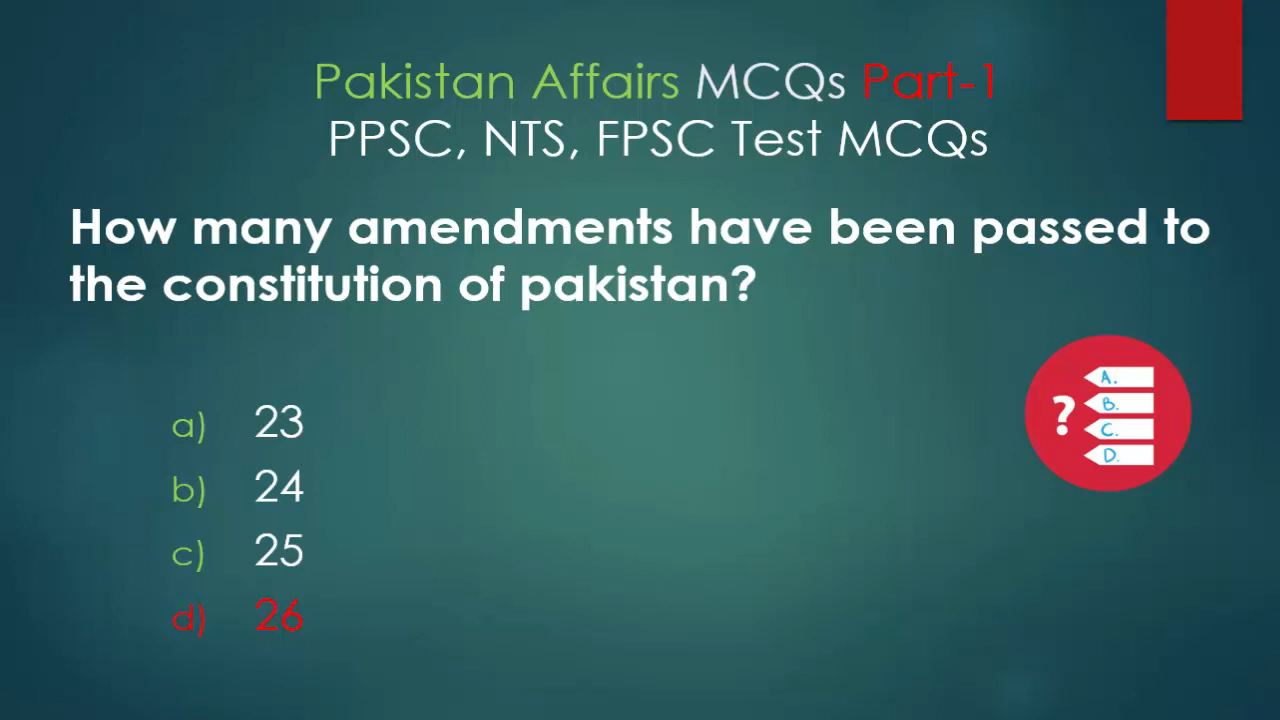 Pakistan Affairs MCQs Part-1
PPSC, NTS, FPSC Test MCQs
How many amendments have been passed to
the constitution of pakistan?
a) 23
b) 24
c) 25
d) 26
?
A.
B.
C.
D.